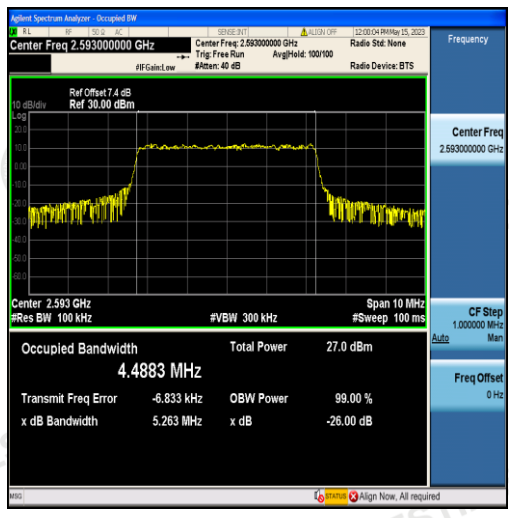 Agilent Spectrum Analyzer - Occupied BW
RL RF 50 Ω AC SENSE:INT ALIGN OFF 12:00:04 PM May 15, 2023
Center Freq 2.593000000 GHz Center Freq: 2.593000000 GHz Radio Std: None Frequency
Trig: Free Run Avg|Hold: 100/100
#IFGain:Low #Atten: 40 dB Radio Device: BTS
Ref Offset 7.4 dB
10 dB/div Ref 30.00 dBm
Log
20.0
10.0
0.00
-10.0
-20.0
-30.0
-40.0
-50.0
-60.0
Center Freq
2.593000000 GHz
Center 2.593 GHz Span 10 MHz
#Res BW 100 kHz #VBW 300 kHz #Sweep 100 ms
CF Step
1.000000 MHz
Auto Man
Occupied Bandwidth Total Power 27.0 dBm
4.4883 MHz
Freq Offset
0 Hz
Transmit Freq Error -6.833 kHz OBW Power 99.00 %
x dB Bandwidth 5.263 MHz x dB -26.00 dB
MSG STATUS Align Now, All required